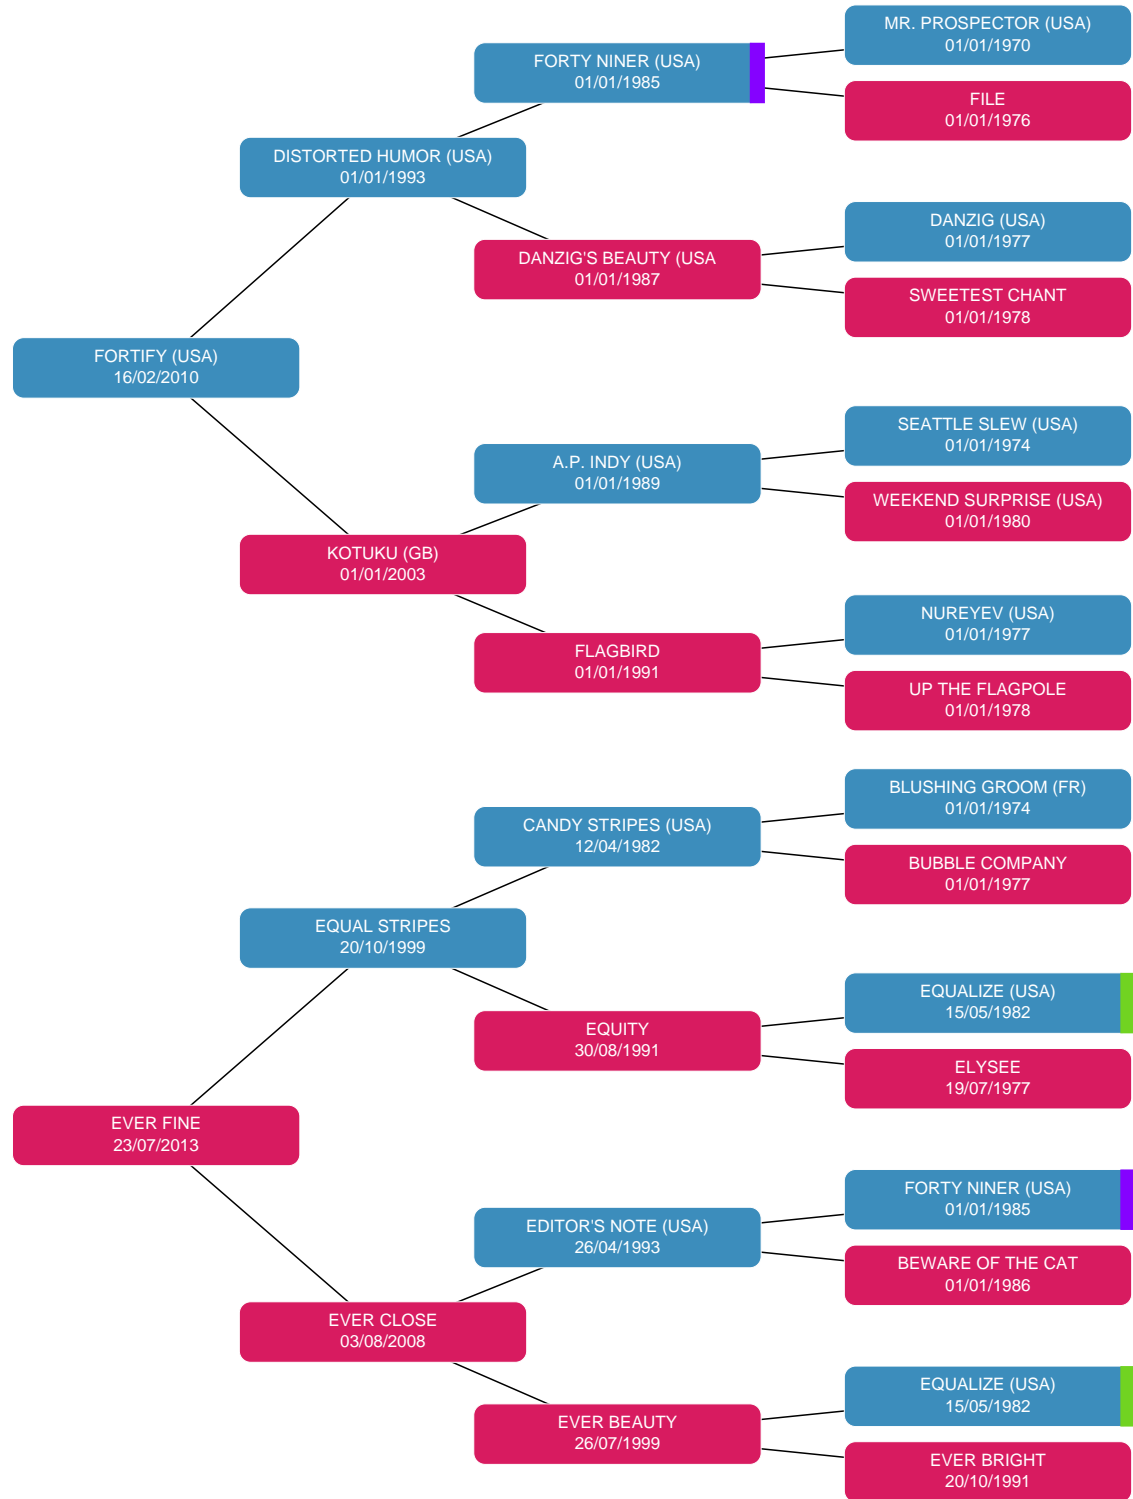 MR. PROSPECTOR (USA)
01/01/1970
FORTY NINER (USA)
01/01/1985
FILE
01/01/1976
DISTORTED HUMOR (USA)
01/01/1993
DANZIG (USA)
01/01/1977
DANZIG'S BEAUTY (USA
01/01/1987
SWEETEST CHANT
01/01/1978
FORTIFY (USA)
16/02/2010
SEATTLE SLEW (USA)
01/01/1974
A.P. INDY (USA)
01/01/1989
WEEKEND SURPRISE (USA)
01/01/1980
KOTUKU (GB)
01/01/2003
NUREYEV (USA)
01/01/1977
FLAGBIRD
01/01/1991
UP THE FLAGPOLE
01/01/1978
BLUSHING GROOM (FR)
01/01/1974
CANDY STRIPES (USA)
12/04/1982
BUBBLE COMPANY
01/01/1977
EQUAL STRIPES
20/10/1999
EQUALIZE (USA)
15/05/1982
EQUITY
30/08/1991
ELYSEE
19/07/1977
EVER FINE
23/07/2013
FORTY NINER (USA)
01/01/1985
EDITOR'S NOTE (USA)
26/04/1993
BEWARE OF THE CAT
01/01/1986
EVER CLOSE
03/08/2008
EQUALIZE (USA)
15/05/1982
EVER BEAUTY
26/07/1999
EVER BRIGHT
20/10/1991